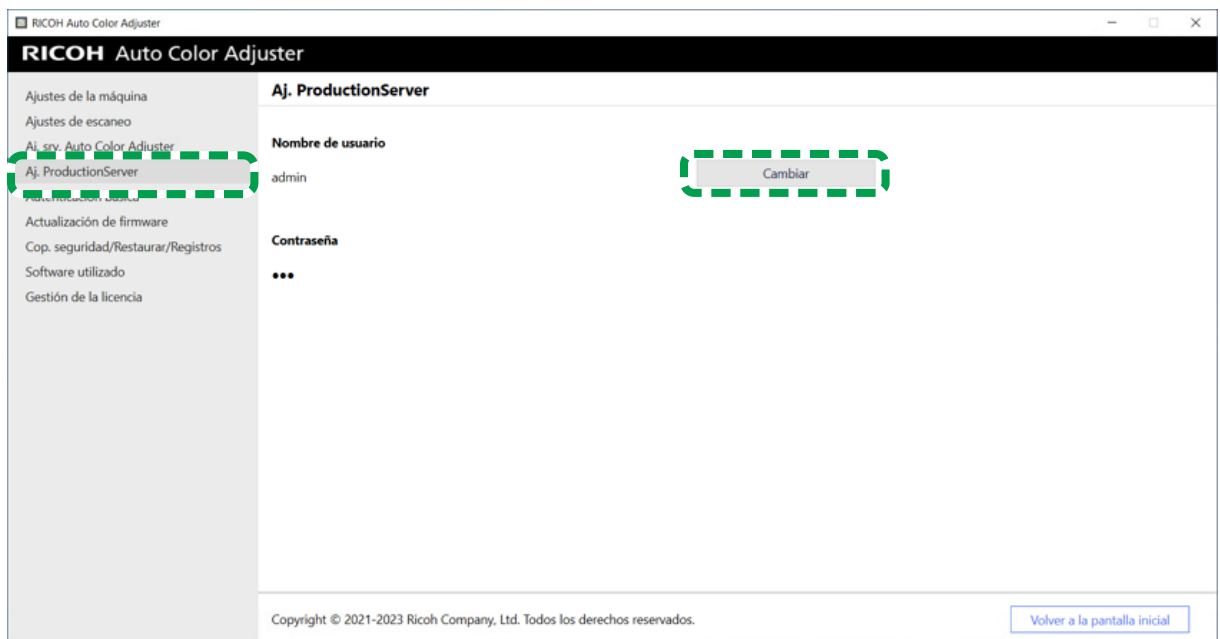 RICOH Auto Color Adjuster
RICOH Auto Color Adjuster
Ajustes de la máquina
Ajustes de escaneo
Aj. srv. Auto Color Adjuster
Aj. ProductionServer
Autenticación básica
Actualización de firmware
Cop. seguridad/Restaurar/Registros
Software utilizado
Gestión de la licencia
Aj. ProductionServer
Nombre de usuario
admin
Cambiar
Contraseña
•••
Copyright © 2021-2023 Ricoh Company, Ltd. Todos los derechos reservados.
Volver a la pantalla inicial